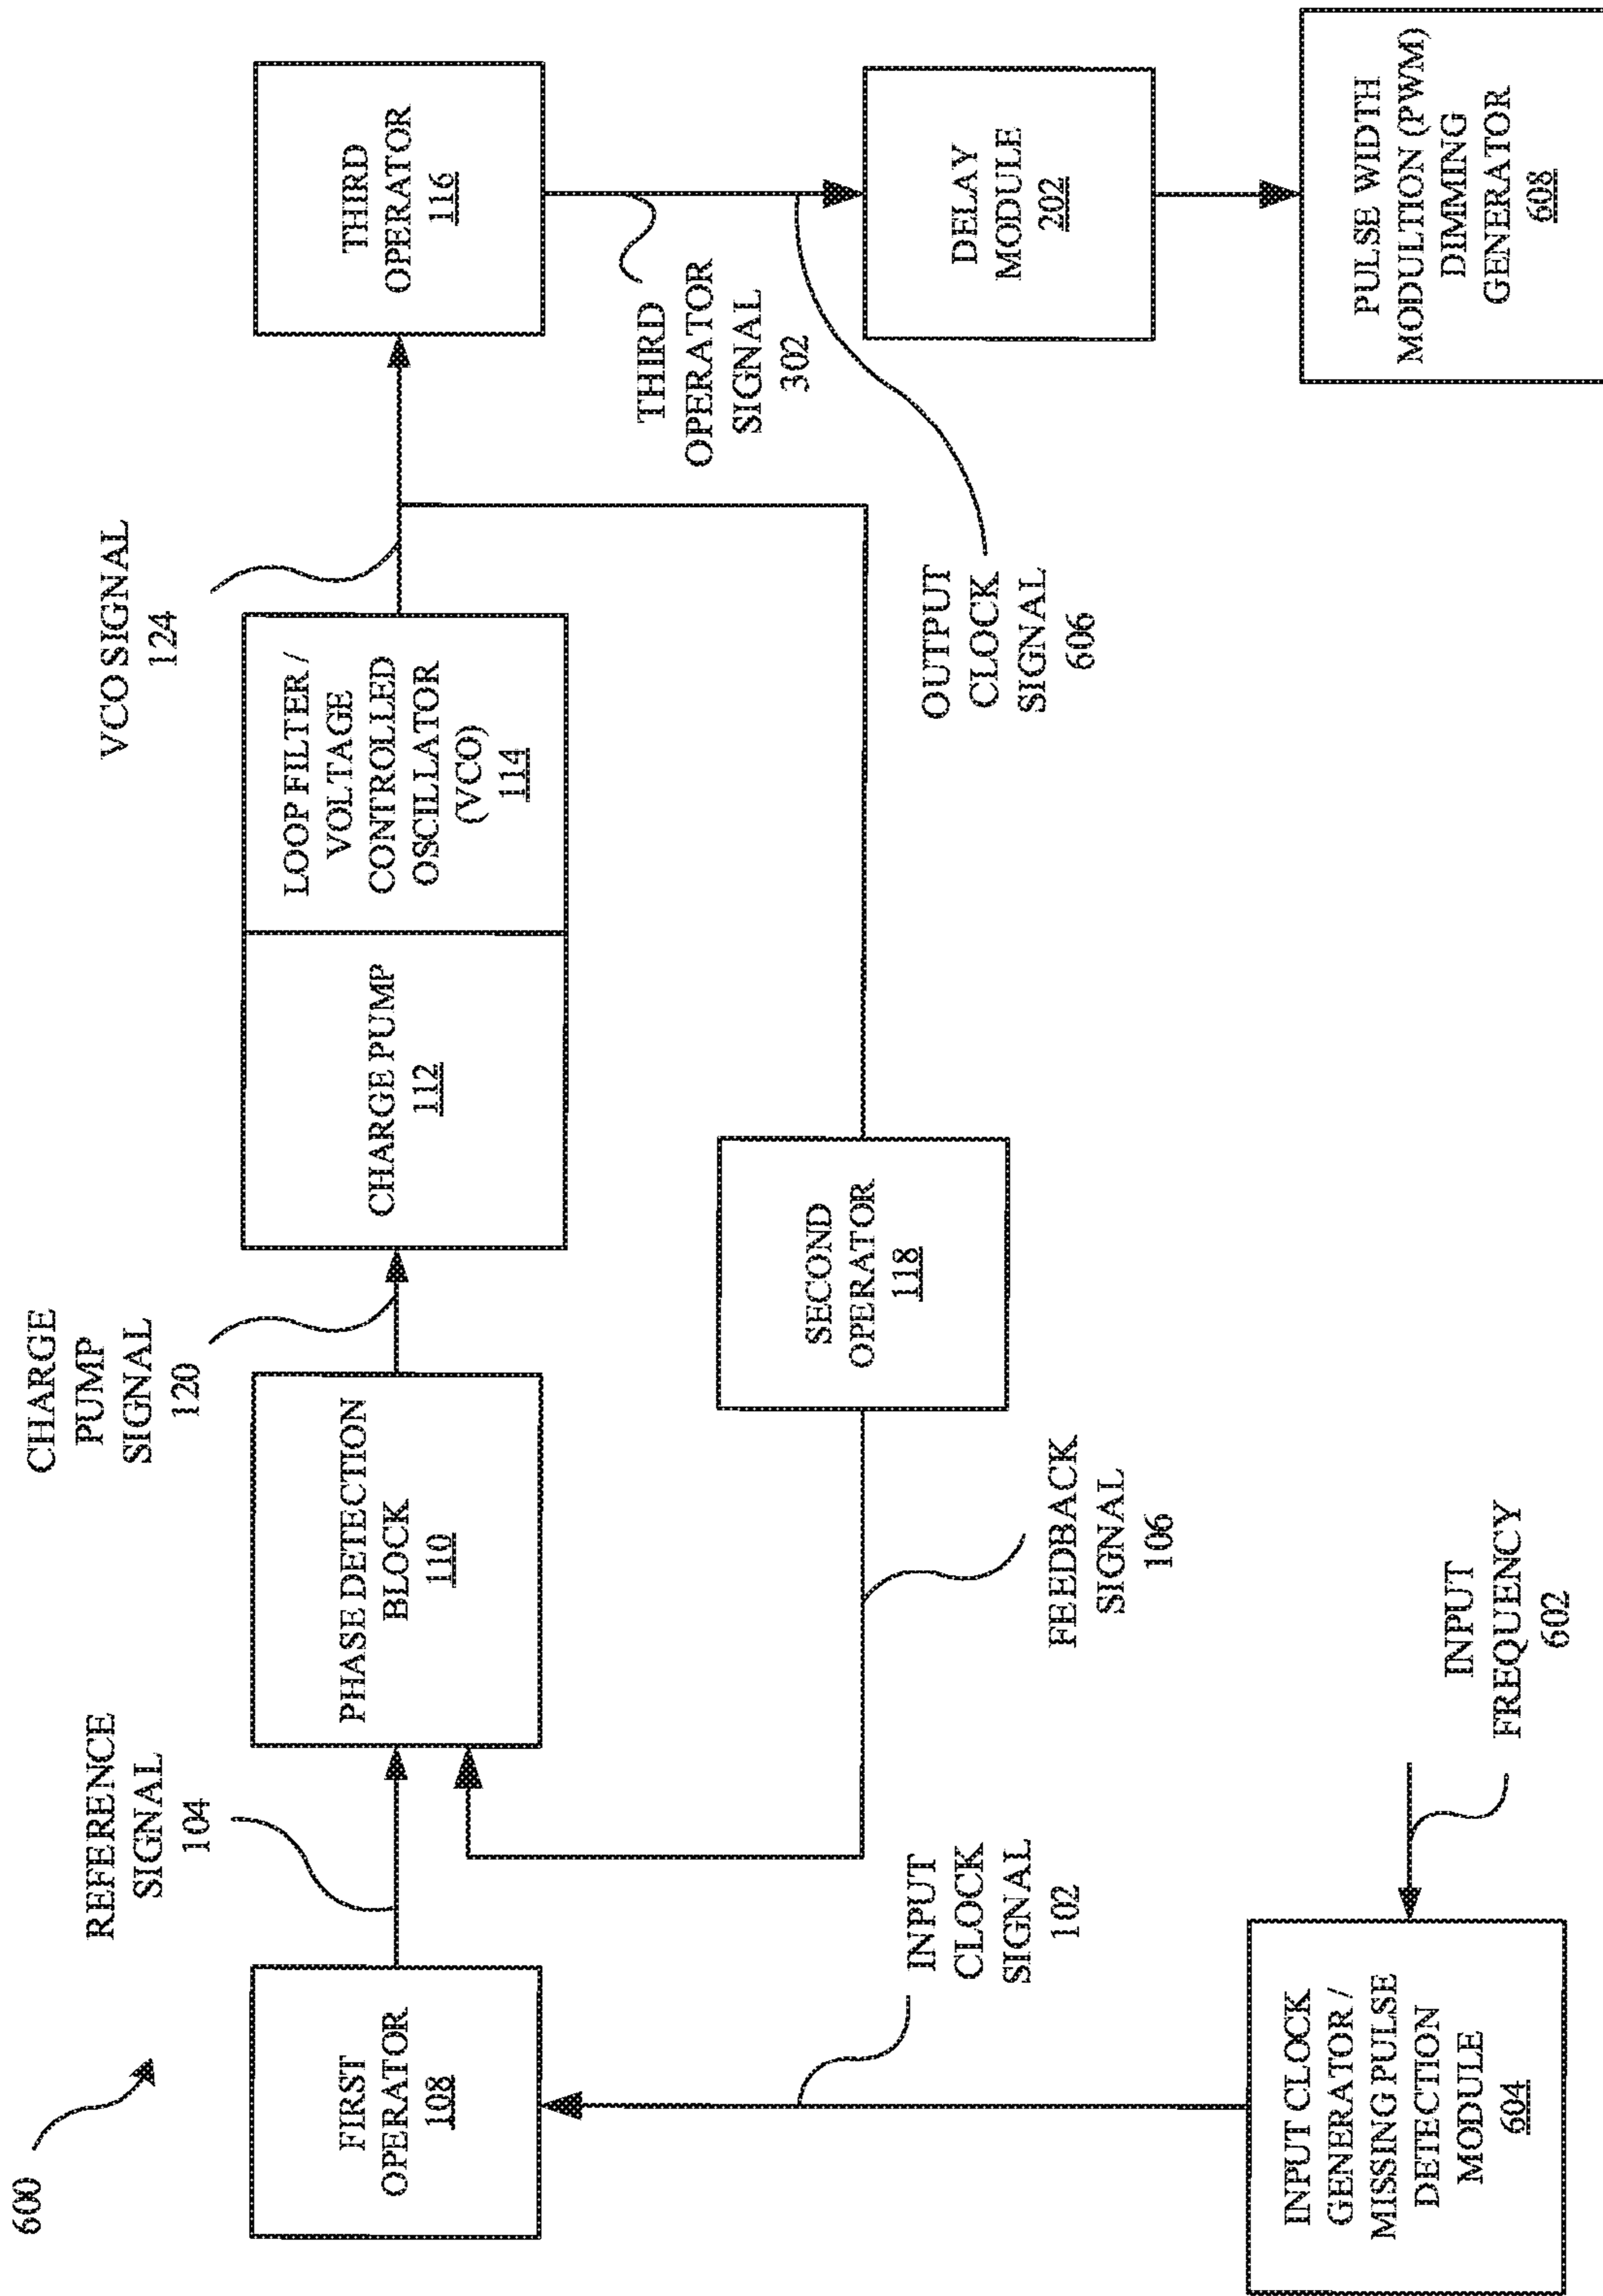 600
REFERENCE
SIGNAL
104
CHARGE
PUMP
SIGNAL
120
VCO SIGNAL
124
FIRST
OPERATOR
108
PHASE DETECTION
BLOCK
110
CHARGE PUMP
112
LOOP FILTER /
VOLTAGE
CONTROLLED
OSCILLATOR
(VCO)
114
THIRD
OPERATOR
116
THIRD
OPERATOR
SIGNAL
302
SECOND
OPERATOR
118
INPUT
CLOCK
SIGNAL
102
FEEDBACK
SIGNAL
106
OUTPUT
CLOCK
SIGNAL
606
DELAY
MODULE
202
INPUT CLOCK
GENERATOR /
MISSING PULSE
DETECTION
MODULE
604
INPUT
FREQUENCY
602
PULSE WIDTH
MODULTION (PWM)
DIMMING
GENERATOR
608